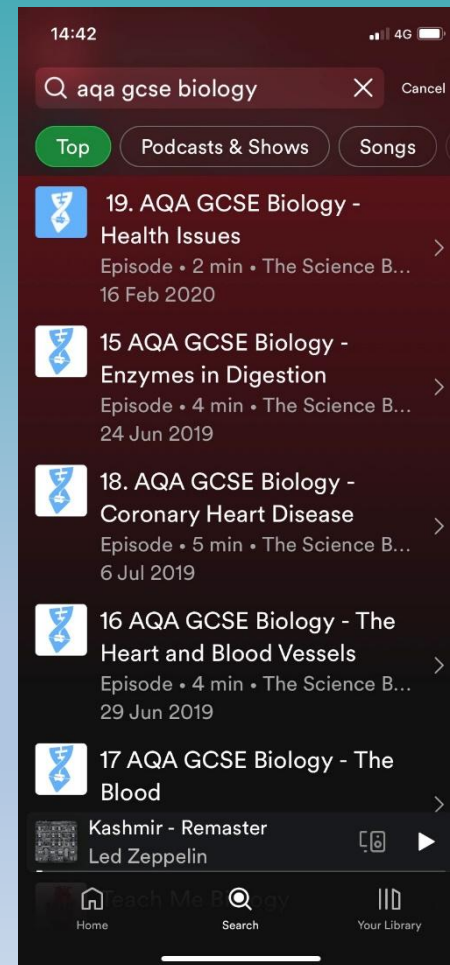 14:42
4G
aqa gcse biology
Cancel
Top
Podcasts & Shows
Songs
19. AQA GCSE Biology -
Health Issues
Episode • 2 min • The Science B...
16 Feb 2020
15 AQA GCSE Biology -
Enzymes in Digestion
Episode • 4 min • The Science B...
24 Jun 2019
18. AQA GCSE Biology -
Coronary Heart Disease
Episode • 5 min • The Science B...
6 Jul 2019
16 AQA GCSE Biology - The
Heart and Blood Vessels
Episode • 4 min • The Science B...
29 Jun 2019
17 AQA GCSE Biology - The
Blood
Kashmir - Remaster
Led Zeppelin
Teach Me Biology
Home
Search
Your Library